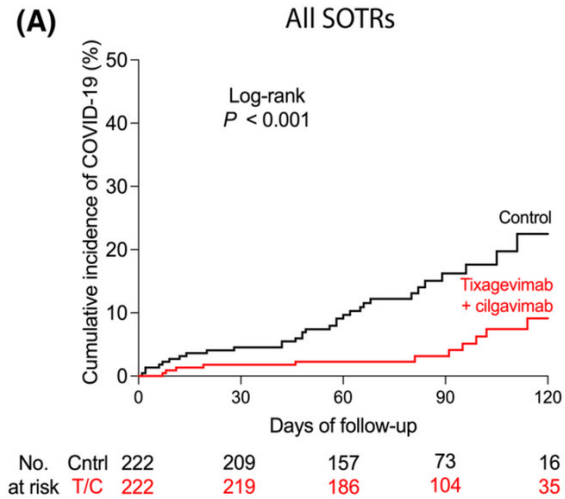 (A)
All SOTRs
Cumulative incidence of COVID-19 (%)
50
40
30
20
10
0
Log-rank
P < 0.001
Control
Tixagevimab
+ cilgavimab
0 30 60 90 120
Days of follow-up
No. Cntrl 222 209 157 73 16
at risk T/C 222 219 186 104 35